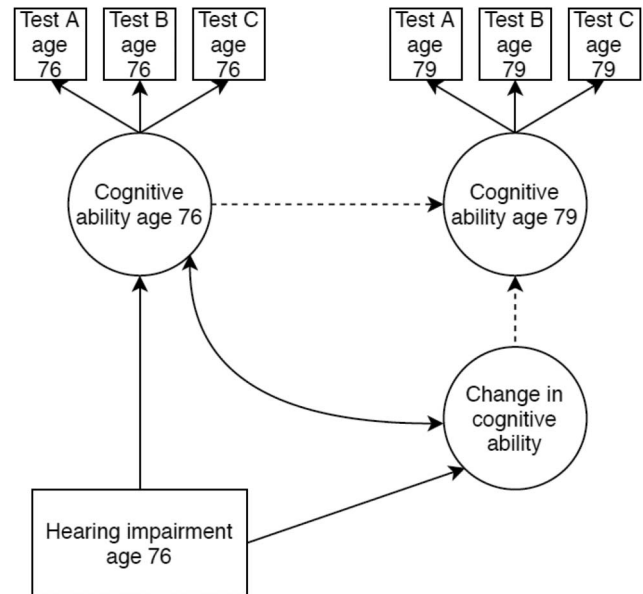 Test A
age
76
Test B
age
76
Test C
age
76
Test A
age
79
Test B
age
79
Test C
age
79
Cognitive
ability age 76
Cognitive
ability age 79
Change in
cognitive
ability
Hearing impairment
age 76